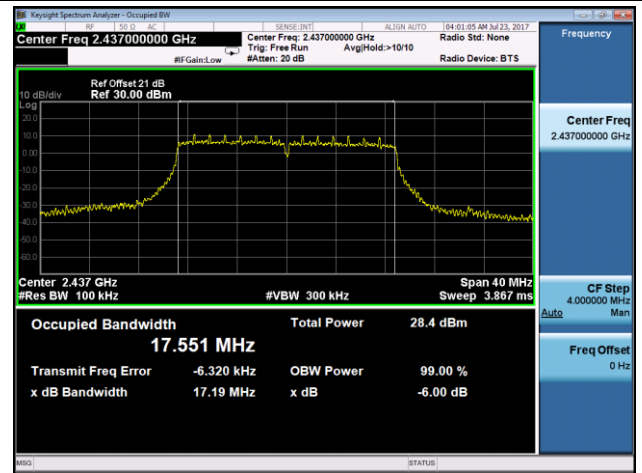 Keysight Spectrum Analyzer - Occupied BW
RF 50 Ω AC SENSE:INT ALIGN AUTO 04:01:05 AM Jul 23, 2017
Center Freq 2.437000000 GHz Center Freq: 2.437000000 GHz Radio Std: None
Trig: Free Run Avg|Hold:>10/10
#IFGain:Low #Atten: 20 dB Radio Device: BTS
Frequency
Ref Offset 21 dB
10 dB/div Ref 30.00 dBm
Log
20.0
10.0
0.00
-10.0
-20.0
-30.0
-40.0
-50.0
-60.0
Center 2.437 GHz Span 40 MHz
#Res BW 100 kHz #VBW 300 kHz Sweep 3.867 ms
Occupied Bandwidth Total Power 28.4 dBm
17.551 MHz
Transmit Freq Error -6.320 kHz OBW Power 99.00 %
x dB Bandwidth 17.19 MHz x dB -6.00 dB
Center Freq
2.437000000 GHz
CF Step
4.000000 MHz
Auto Man
Freq Offset
0 Hz
MSG STATUS